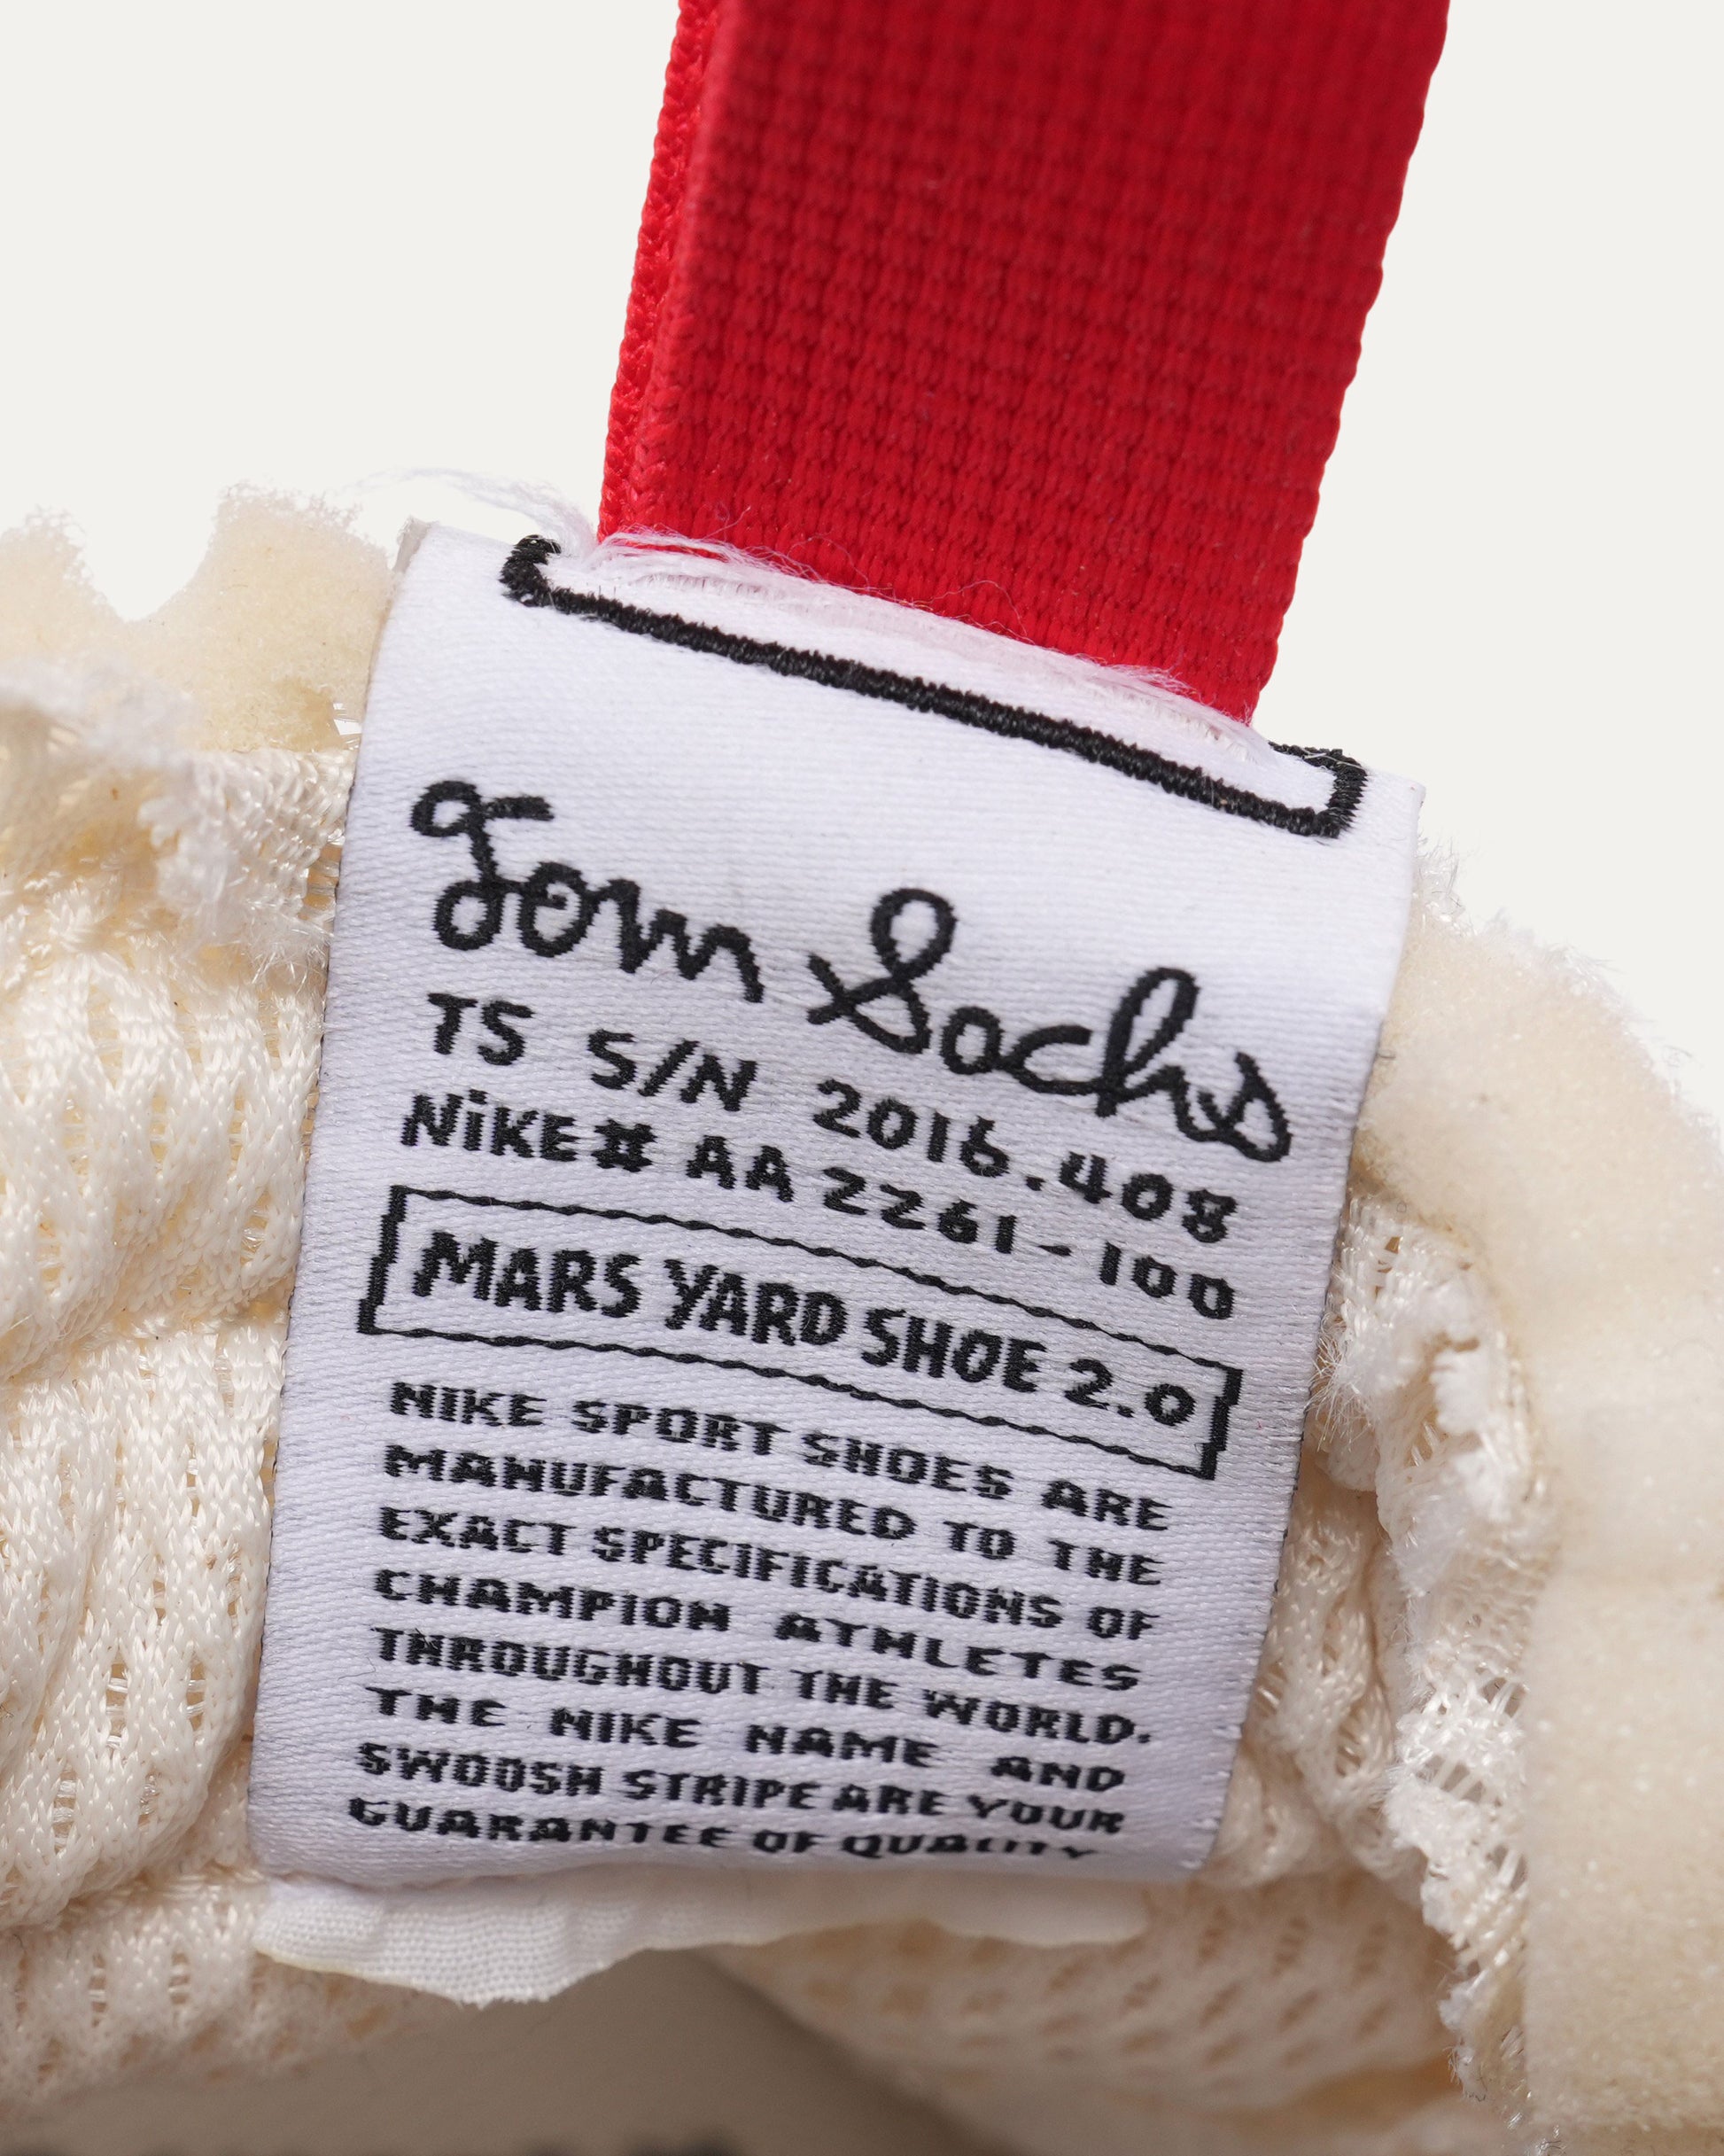 Tom Sachs
TS S/N 2016.408
NiKE# AA 2261-100
MARS YARD SHOE 2.0
NIKE SPORT SHOES ARE
MANUFACTURED TO THE
EXACT SPECIFICATIONS OF
CHAMPION ATHLETES
THROUGHOUT THE WORLD.
THE NIKE NAME AND
SWOOSH STRIPE ARE YOUR
GUARANTEE OF QUALITY